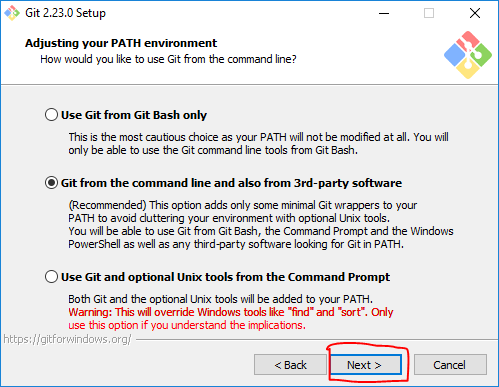 Git 2.23.0 Setup
Adjusting your PATH environment
How would you like to use Git from the command line?
Use Git from Git Bash only
This is the most cautious choice as your PATH will not be modified at all. You will
only be able to use the Git command line tools from Git Bash.
Git from the command line and also from 3rd-party software
(Recommended) This option adds only some minimal Git wrappers to your
PATH to avoid cluttering your environment with optional Unix tools.
You will be able to use Git from Git Bash, the Command Prompt and the Windows
PowerShell as well as any third-party software looking for Git in PATH.
Use Git and optional Unix tools from the Command Prompt
Both Git and the optional Unix tools will be added to your PATH.
Warning: This will override Windows tools like "find" and "sort". Only
use this option if you understand the implications.
https://gitforwindows.org/
< Back
Next >
Cancel